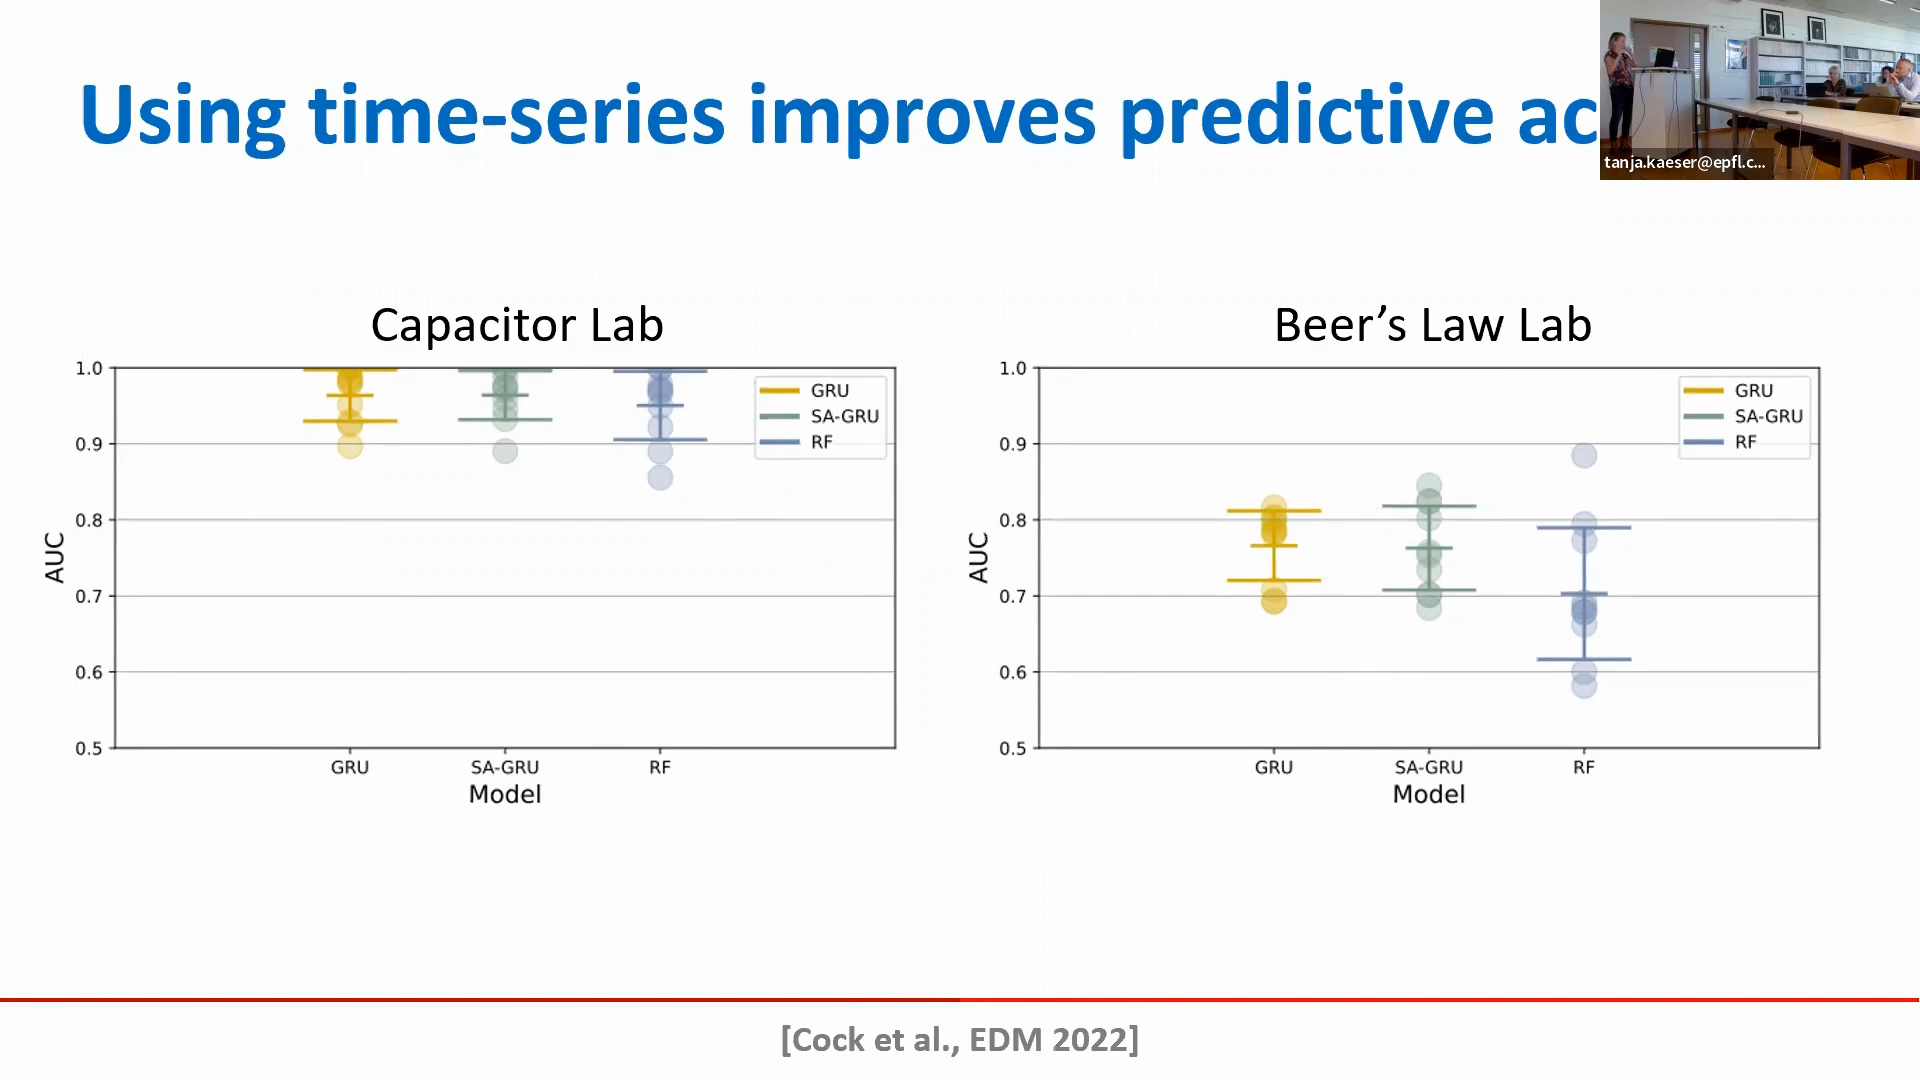 Using time-series improves predictive ac
tanja.kaeser@epfl.c...
Capacitor Lab
1.0
0.9
0.8
0.7
0.6
0.5
AUC
GRU
SA-GRU
RF
GRU
SA-GRU
RF
Model
Beer's Law Lab
1.0
0.9
0.8
0.7
0.6
0.5
AUC
GRU
SA-GRU
RF
GRU
SA-GRU
RF
Model
[Cock et al., EDM 2022]